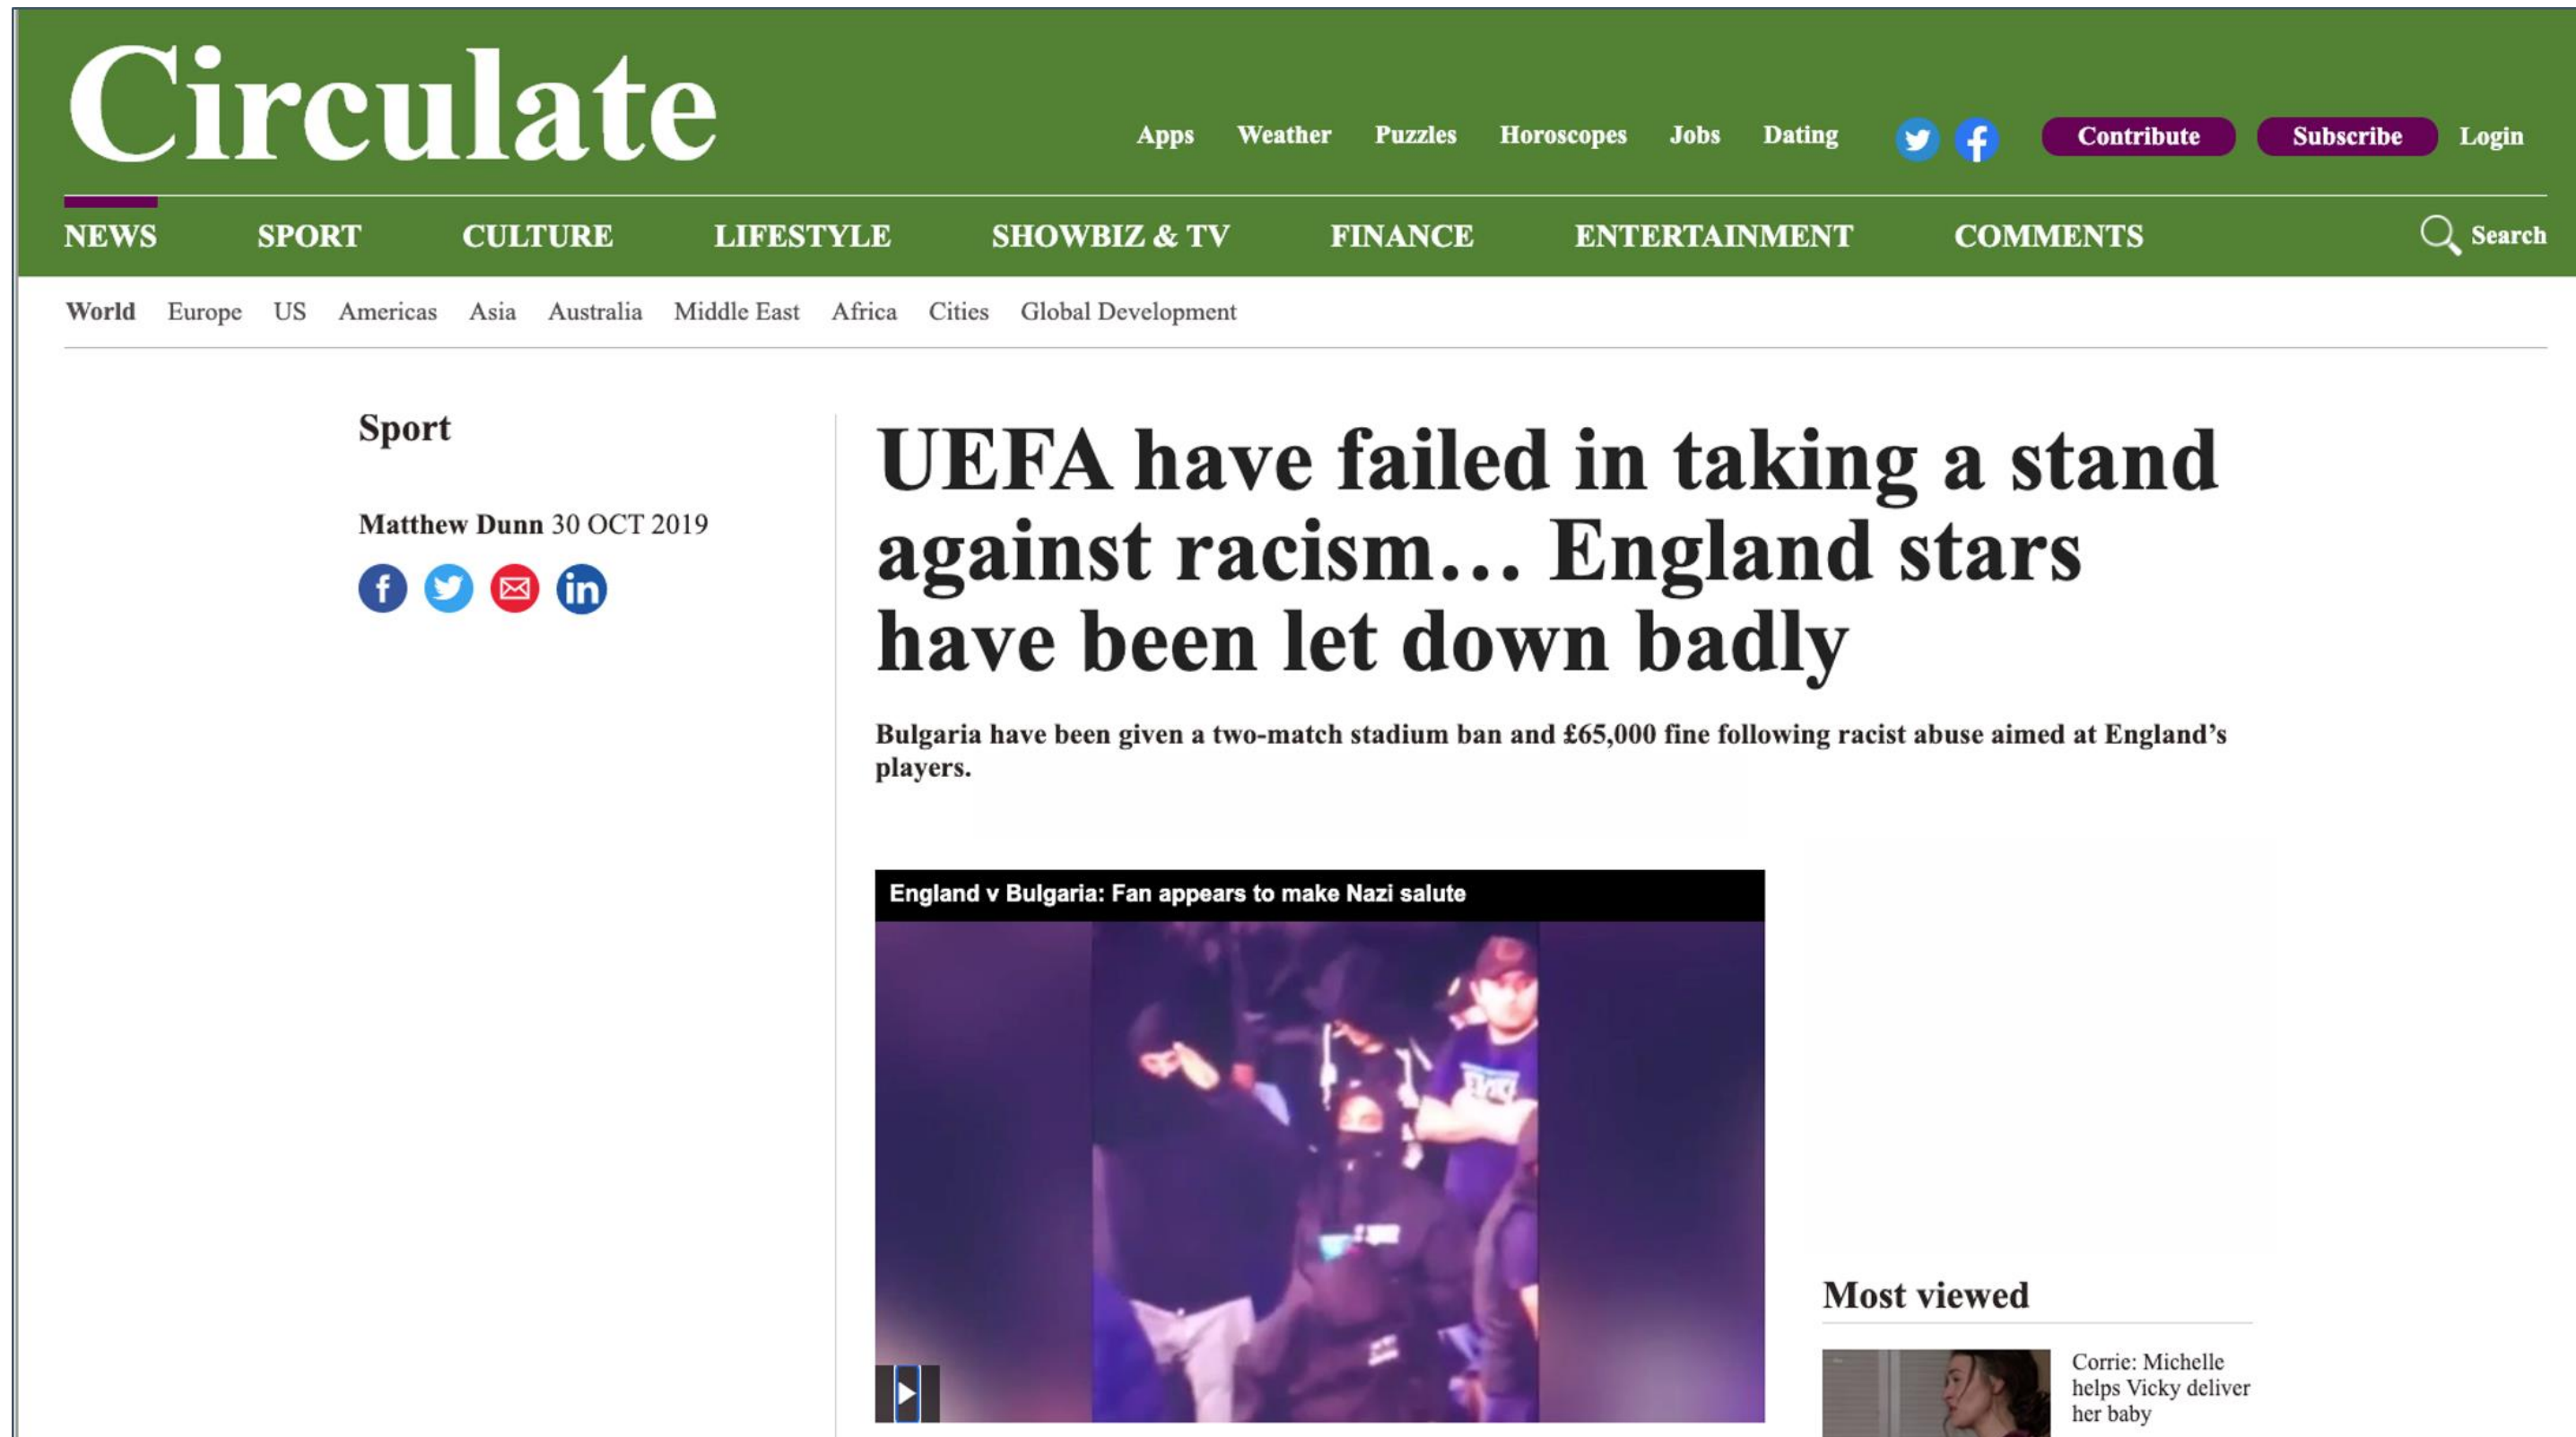 Circulate
Apps Weather Puzzles Horoscopes Jobs Dating Contribute Subscribe Login
NEWS SPORT CULTURE LIFESTYLE SHOWBIZ & TV FINANCE ENTERTAINMENT COMMENTS Search
World Europe US Americas Asia Australia Middle East Africa Cities Global Development
Sport
Matthew Dunn 30 OCT 2019
UEFA have failed in taking a stand
against racism... England stars
have been let down badly
Bulgaria have been given a two-match stadium ban and £65,000 fine following racist abuse aimed at England’s
players.
England v Bulgaria: Fan appears to make Nazi salute
Most viewed
Corrie: Michelle
helps Vicky deliver
her baby